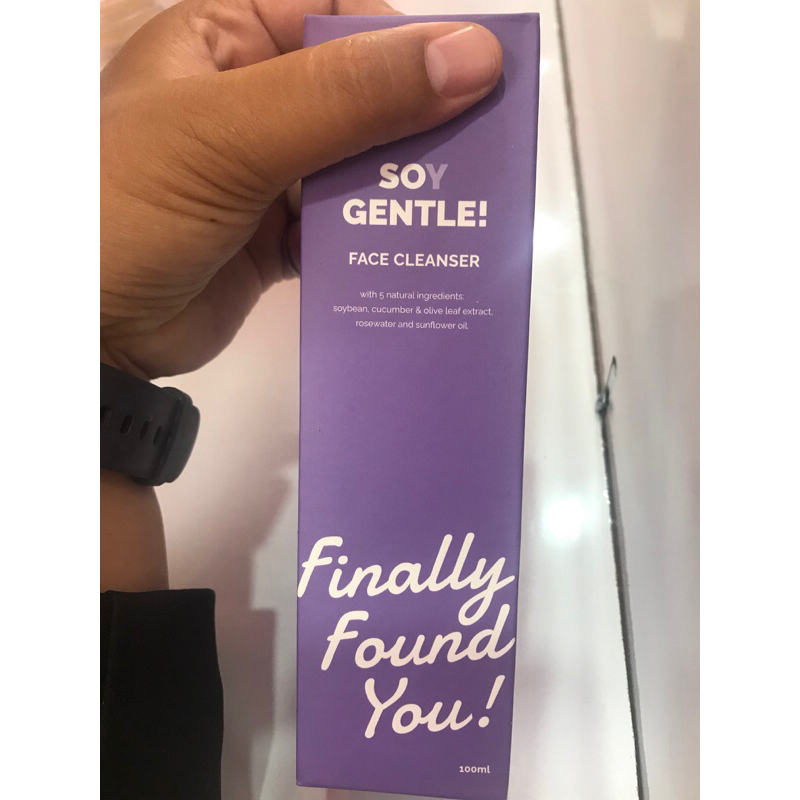 SOY
GENTLE!
FACE CLEANSER
with 5 natural ingredients:
soybean, cucumber & olive leaf extract,
rosewater and sunflower oil.
Finally
Found
You!
100ml